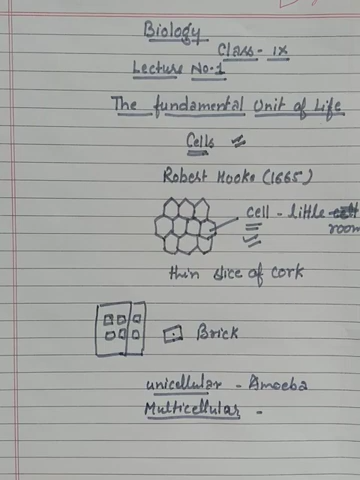 Biology
Class - IX
Lecture No.1
The fundamental Unit of Life
Cells
Robert Hooke (1665)
Cell - little cell
room
thin slice of cork
Brick
unicellular - Amoeba
Multicellular -